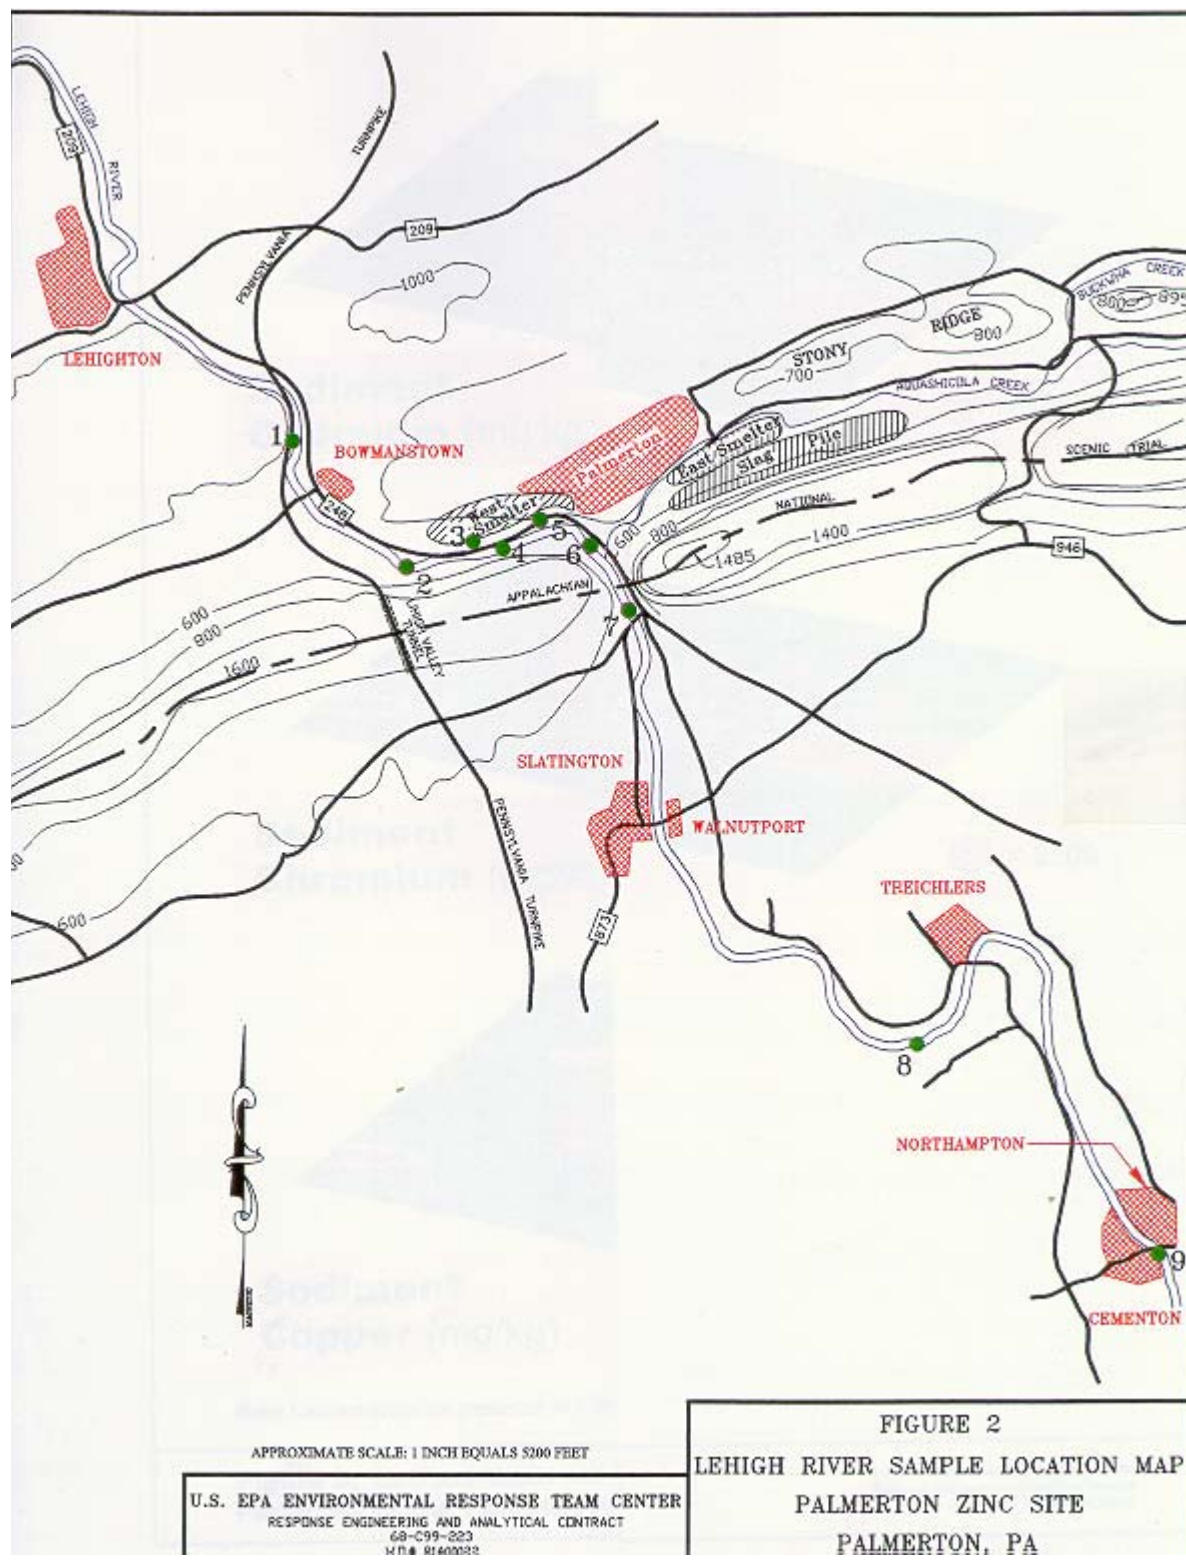 LEHIGH
RIVER
209
TURNPIKE
PENNSYLVANIA
209
1000
LEHIGHTON
BUCKWHA CREEK
800
895
RIDGE
800
STONY
700
AQUASHICOLA CREEK
1
BOWMANSTOWN
248
Palmerton
East Smelter
Slag Pile
SCENIC TRIAL
NATIONAL
West
Smelter
3
4
5
6
2
7
600
800
1485
1400
946
APPALACHIAN
LEHIGH VALLEY
TUNNEL
600
800
1600
SLATINGTON
WALNUTPORT
PENNSYLVANIA TURNPIKE
873
600
TREICHLERS
8
NORTHAMPTON
9
CEMENTON
APPROXIMATE SCALE: 1 INCH EQUALS 5200 FEET
FIGURE 2
LEHIGH RIVER SAMPLE LOCATION MAP
PALMERTON ZINC SITE
PALMERTON, PA
U.S. EPA ENVIRONMENTAL RESPONSE TEAM CENTER
RESPONSE ENGINEERING AND ANALYTICAL CONTRACT
68-C99-223